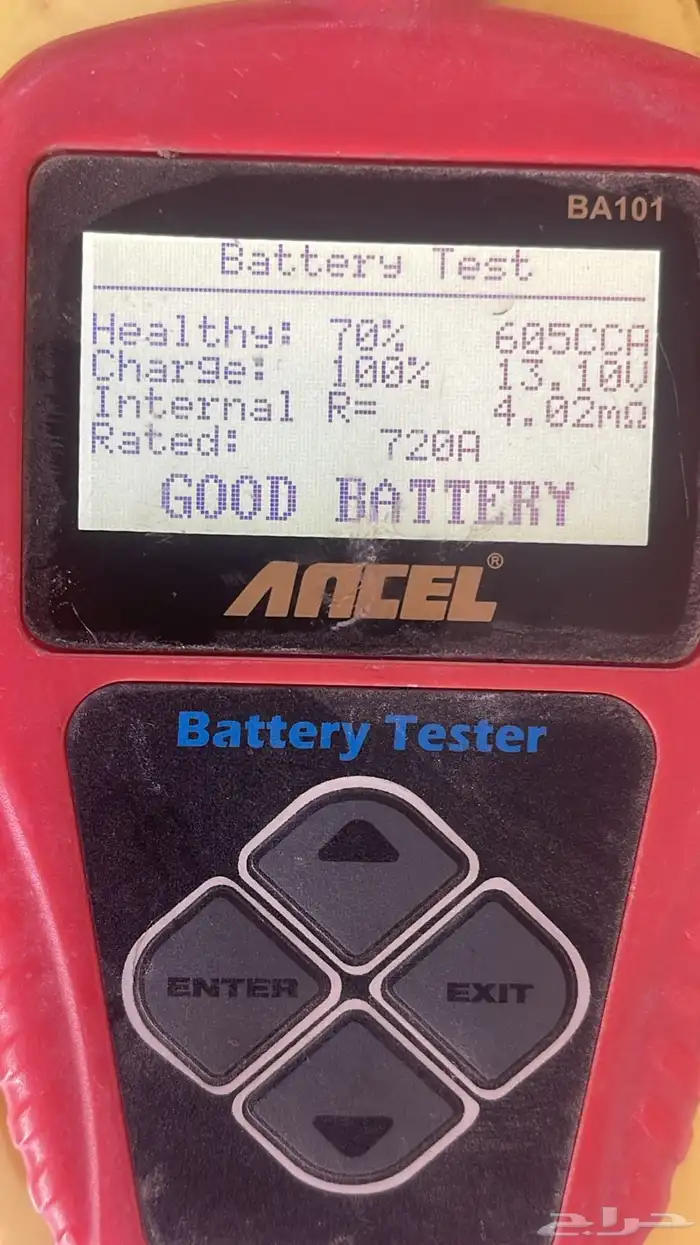 BA101
Battery Test
Healthy: 70% 605CCA
Charge: 100% 13.10V
Internal R= 4.02mΩ
Rated: 720A
GOOD BATTERY
ANCEL®
Battery Tester
ENTER
EXIT
حراج